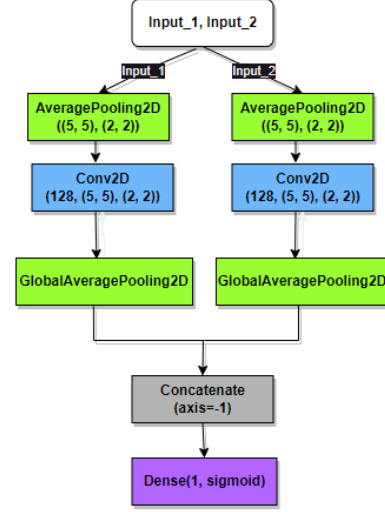 Input_1, Input_2
Input_1
Input_2
AveragePooling2D
((5, 5), (2, 2))
AveragePooling2D
((5, 5), (2, 2))
Conv2D
(128, (5, 5), (2, 2))
Conv2D
(128, (5, 5), (2, 2))
GlobalAveragePooling2D
GlobalAveragePooling2D
Concatenate
(axis=-1)
Dense(1, sigmoid)